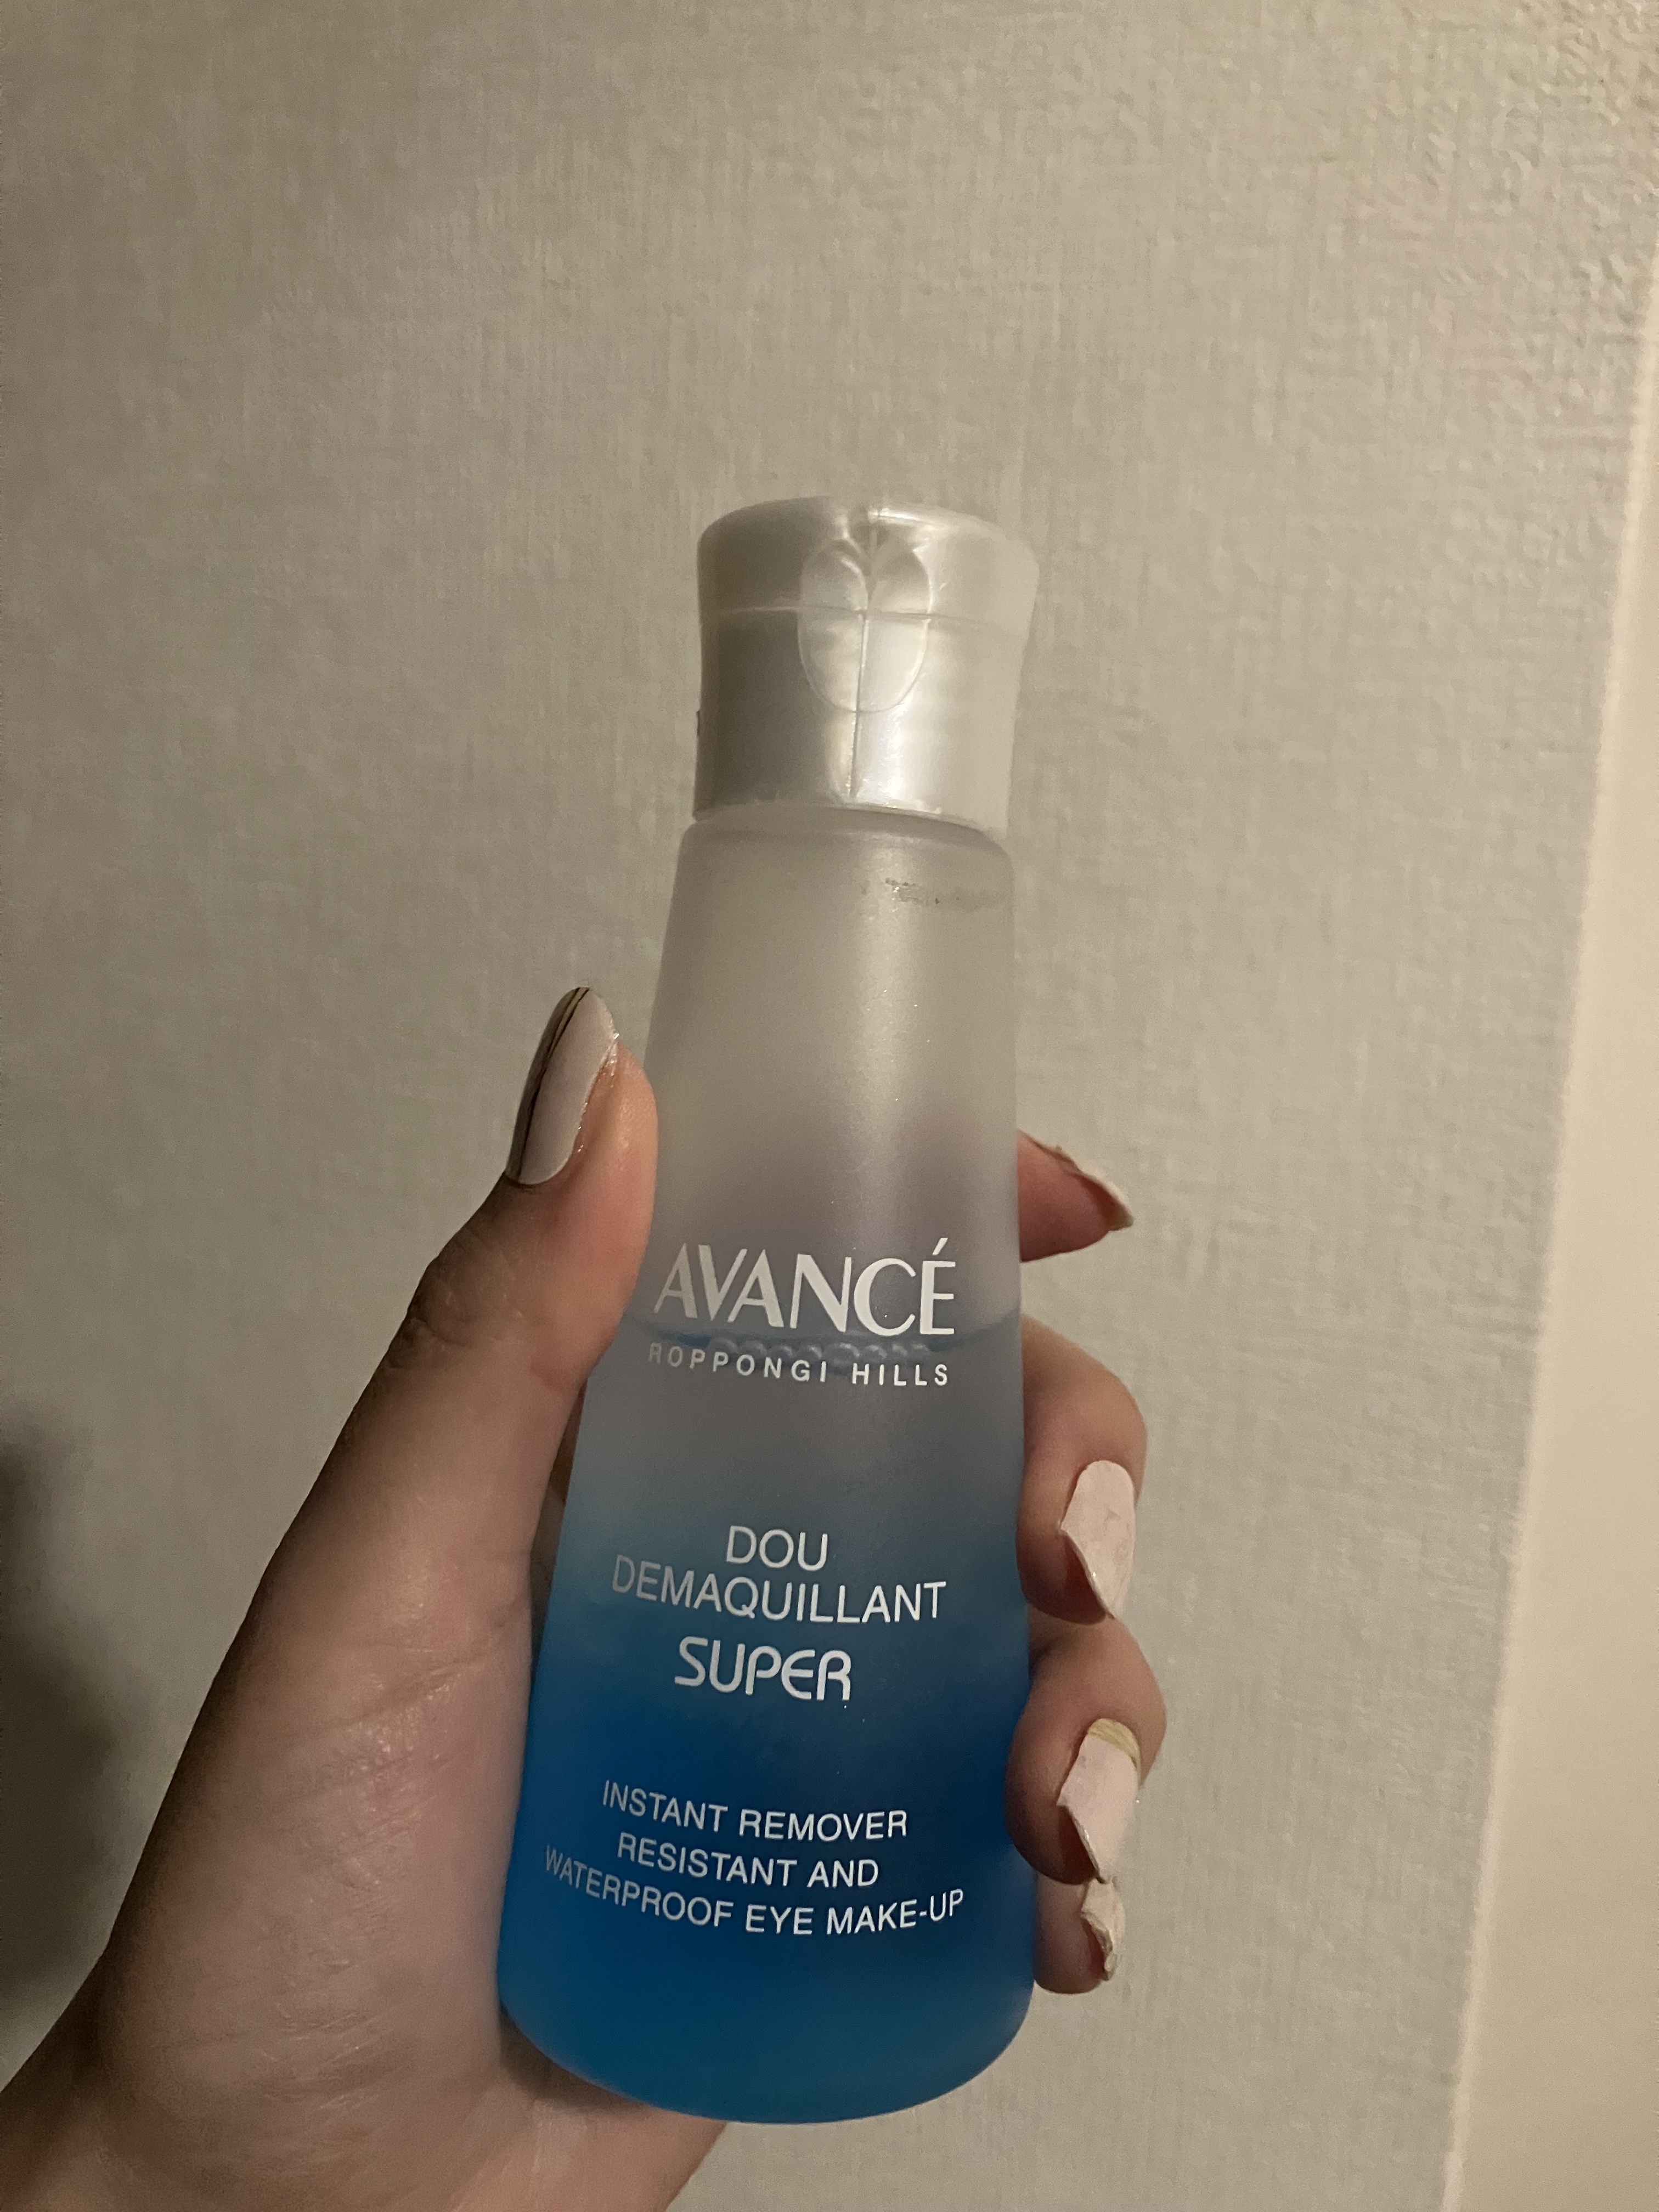 AVANCÉ
ROPPONGI HILLS
DOU
DEMAQUILLANT
SUPER
INSTANT REMOVER
RESISTANT AND
WATERPROOF EYE MAKE-UP